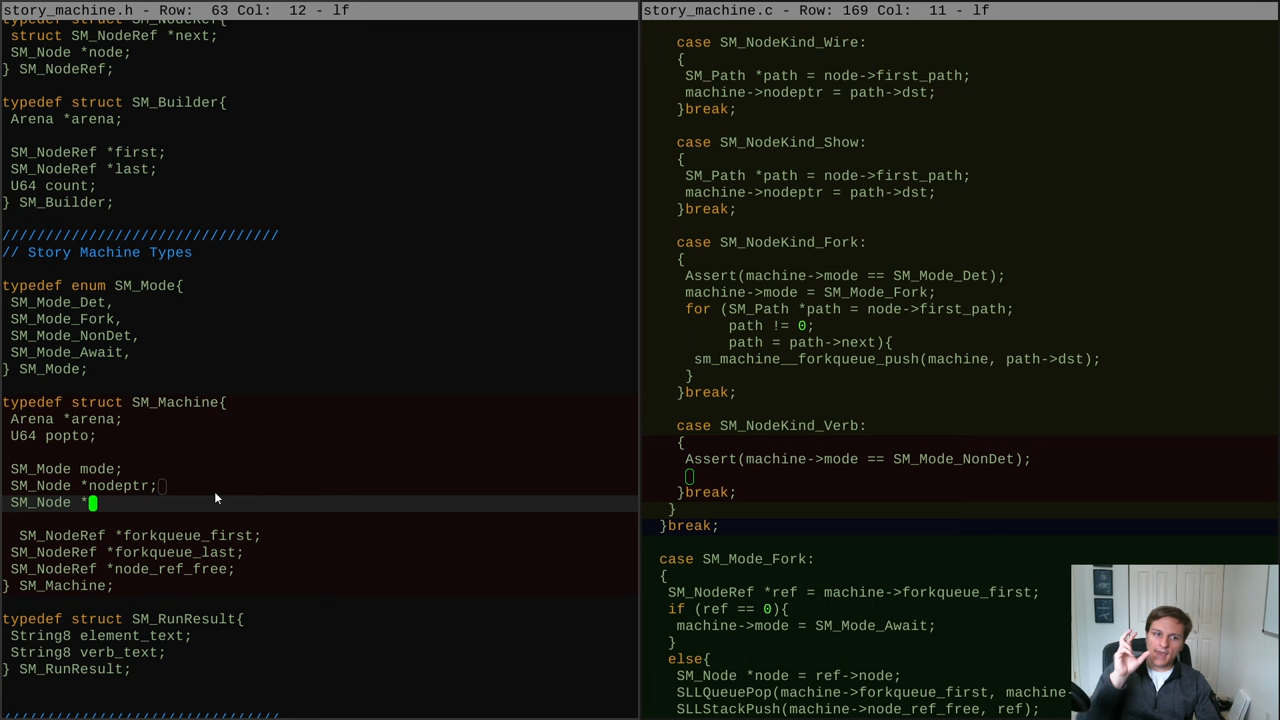 story_machine.h - Row: 63 Col: 12 - lf
typedef struct SM_NodeRef{
struct SM_NodeRef *next;
SM_Node *node;
} SM_NodeRef;
typedef struct SM_Builder{
Arena *arena;
SM_NodeRef *first;
SM_NodeRef *last;
U64 count;
} SM_Builder;
////////////////////////////////
// Story Machine Types
typedef enum SM_Mode{
SM_Mode_Det,
SM_Mode_Fork,
SM_Mode_NonDet,
SM_Mode_Await,
} SM_Mode;
typedef struct SM_Machine{
Arena *arena;
U64 popto;
SM_Mode mode;
SM_Node *nodeptr;
SM_Node *
SM_NodeRef *forkqueue_first;
SM_NodeRef *forkqueue_last;
SM_NodeRef *node_ref_free;
} SM_Machine;
typedef struct SM_RunResult{
String8 element_text;
String8 verb_text;
} SM_RunResult;
////////////////////////////////
story_machine.c - Row: 169 Col: 11 - lf
case SM_NodeKind_Wire:
{
SM_Path *path = node->first_path;
machine->nodeptr = path->dst;
}break;
case SM_NodeKind_Show:
{
SM_Path *path = node->first_path;
machine->nodeptr = path->dst;
}break;
case SM_NodeKind_Fork:
{
Assert(machine->mode == SM_Mode_Det);
machine->mode = SM_Mode_Fork;
for (SM_Path *path = node->first_path;
path != 0;
path = path->next){
sm_machine__forkqueue_push(machine, path->dst);
}
}break;
case SM_NodeKind_Verb:
{
Assert(machine->mode == SM_Mode_NonDet);
}break;
}
}break;
case SM_Mode_Fork:
{
SM_NodeRef *ref = machine->forkqueue_first;
if (ref == 0){
machine->mode = SM_Mode_Await;
}
else{
SM_Node *node = ref->node;
SLLQueuePop(machine->forkqueue_first, machine-
SLLStackPush(machine->node_ref_free, ref);